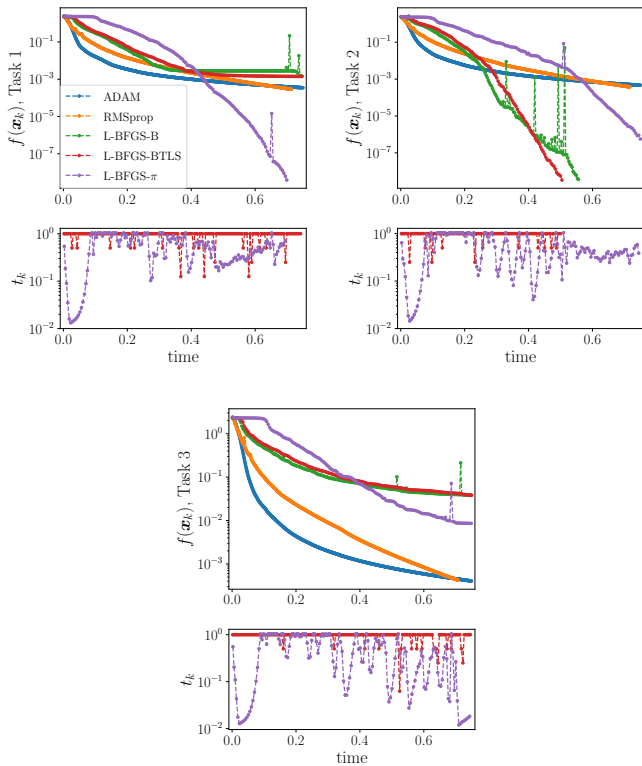 f(x_k), Task 1
10^{-1}
10^{-3}
10^{-5}
10^{-7}
ADAM
RMSprop
L-BFGS-B
L-BFGS-BTLS
L-BFGS-π
0.0 0.2 0.4 0.6
f(x_k), Task 2
10^{-1}
10^{-3}
10^{-5}
10^{-7}
0.0 0.2 0.4 0.6
t_k
10^0
10^{-1}
10^{-2}
0.0 0.2 0.4 0.6
time
t_k
10^0
10^{-1}
10^{-2}
0.0 0.2 0.4 0.6
time
f(x_k), Task 3
10^0
10^{-1}
10^{-2}
10^{-3}
0.0 0.2 0.4 0.6
t_k
10^0
10^{-1}
10^{-2}
0.0 0.2 0.4 0.6
time